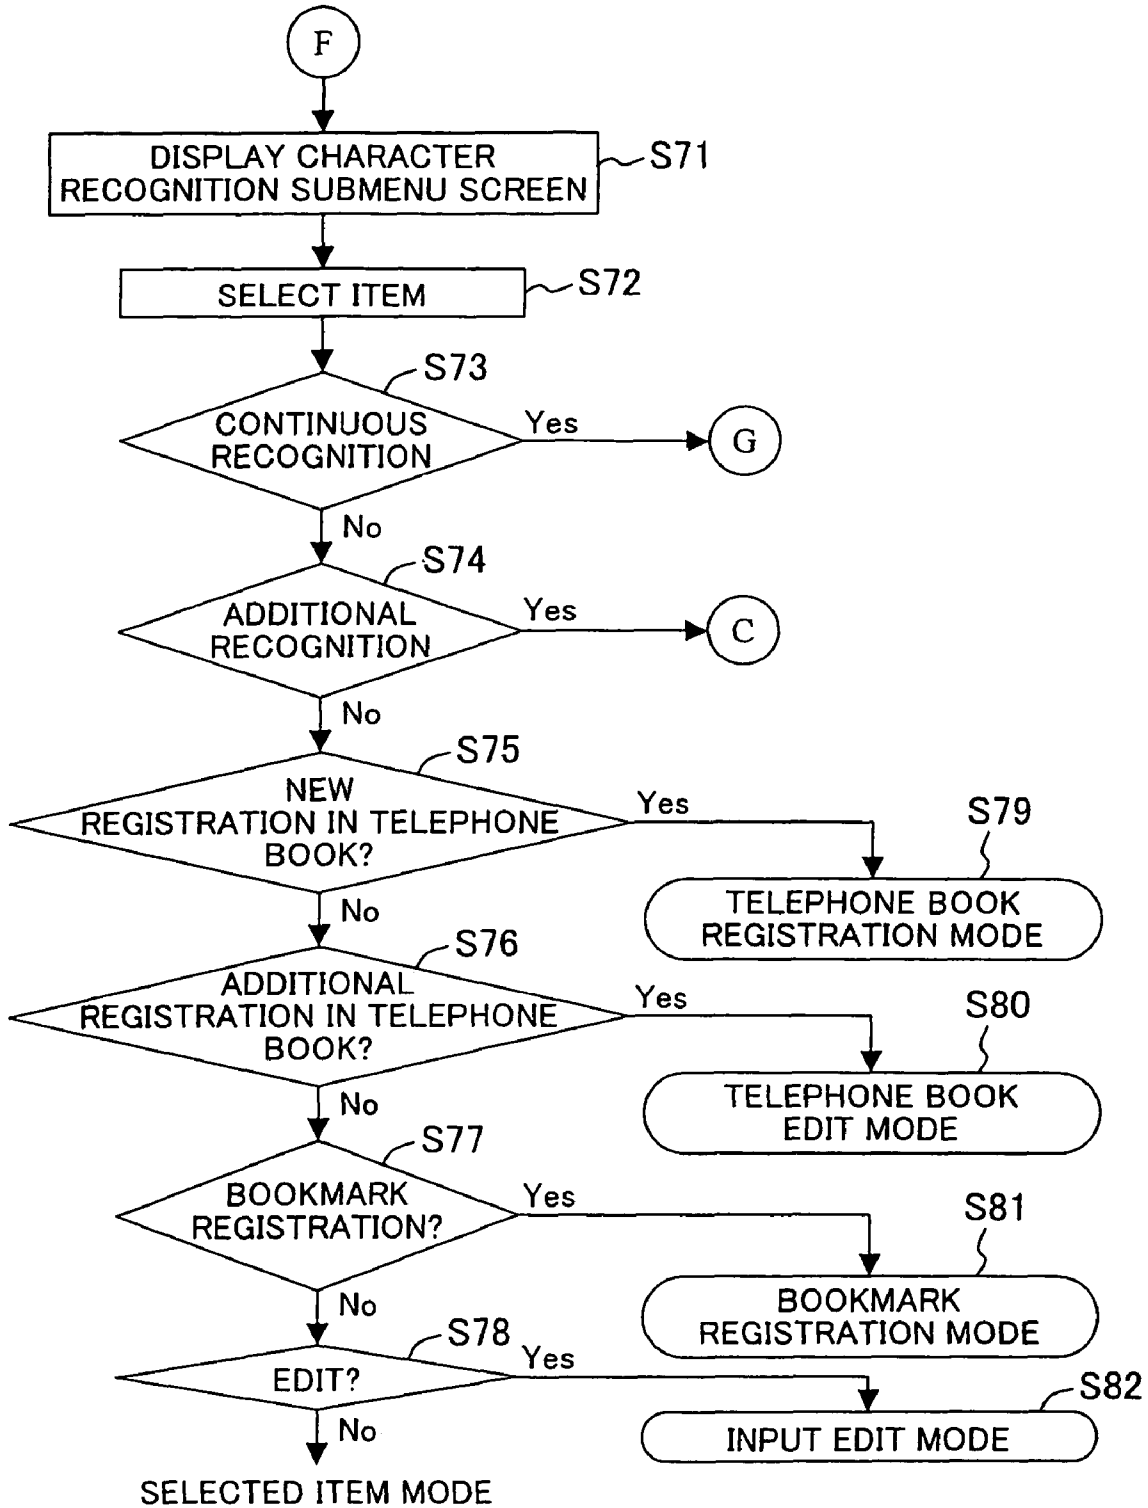 F
DISPLAY CHARACTER
RECOGNITION SUBMENU SCREEN
S71
SELECT ITEM
S72
S73
CONTINUOUS
RECOGNITION
Yes
G
No
S74
ADDITIONAL
RECOGNITION
Yes
C
No
S75
NEW
REGISTRATION IN TELEPHONE
BOOK?
Yes
S79
TELEPHONE BOOK
REGISTRATION MODE
No
S76
ADDITIONAL
REGISTRATION IN TELEPHONE
BOOK?
Yes
S80
TELEPHONE BOOK
EDIT MODE
No
S77
BOOKMARK
REGISTRATION?
Yes
S81
BOOKMARK
REGISTRATION MODE
No
S78
EDIT?
Yes
S82
INPUT EDIT MODE
No
SELECTED ITEM MODE